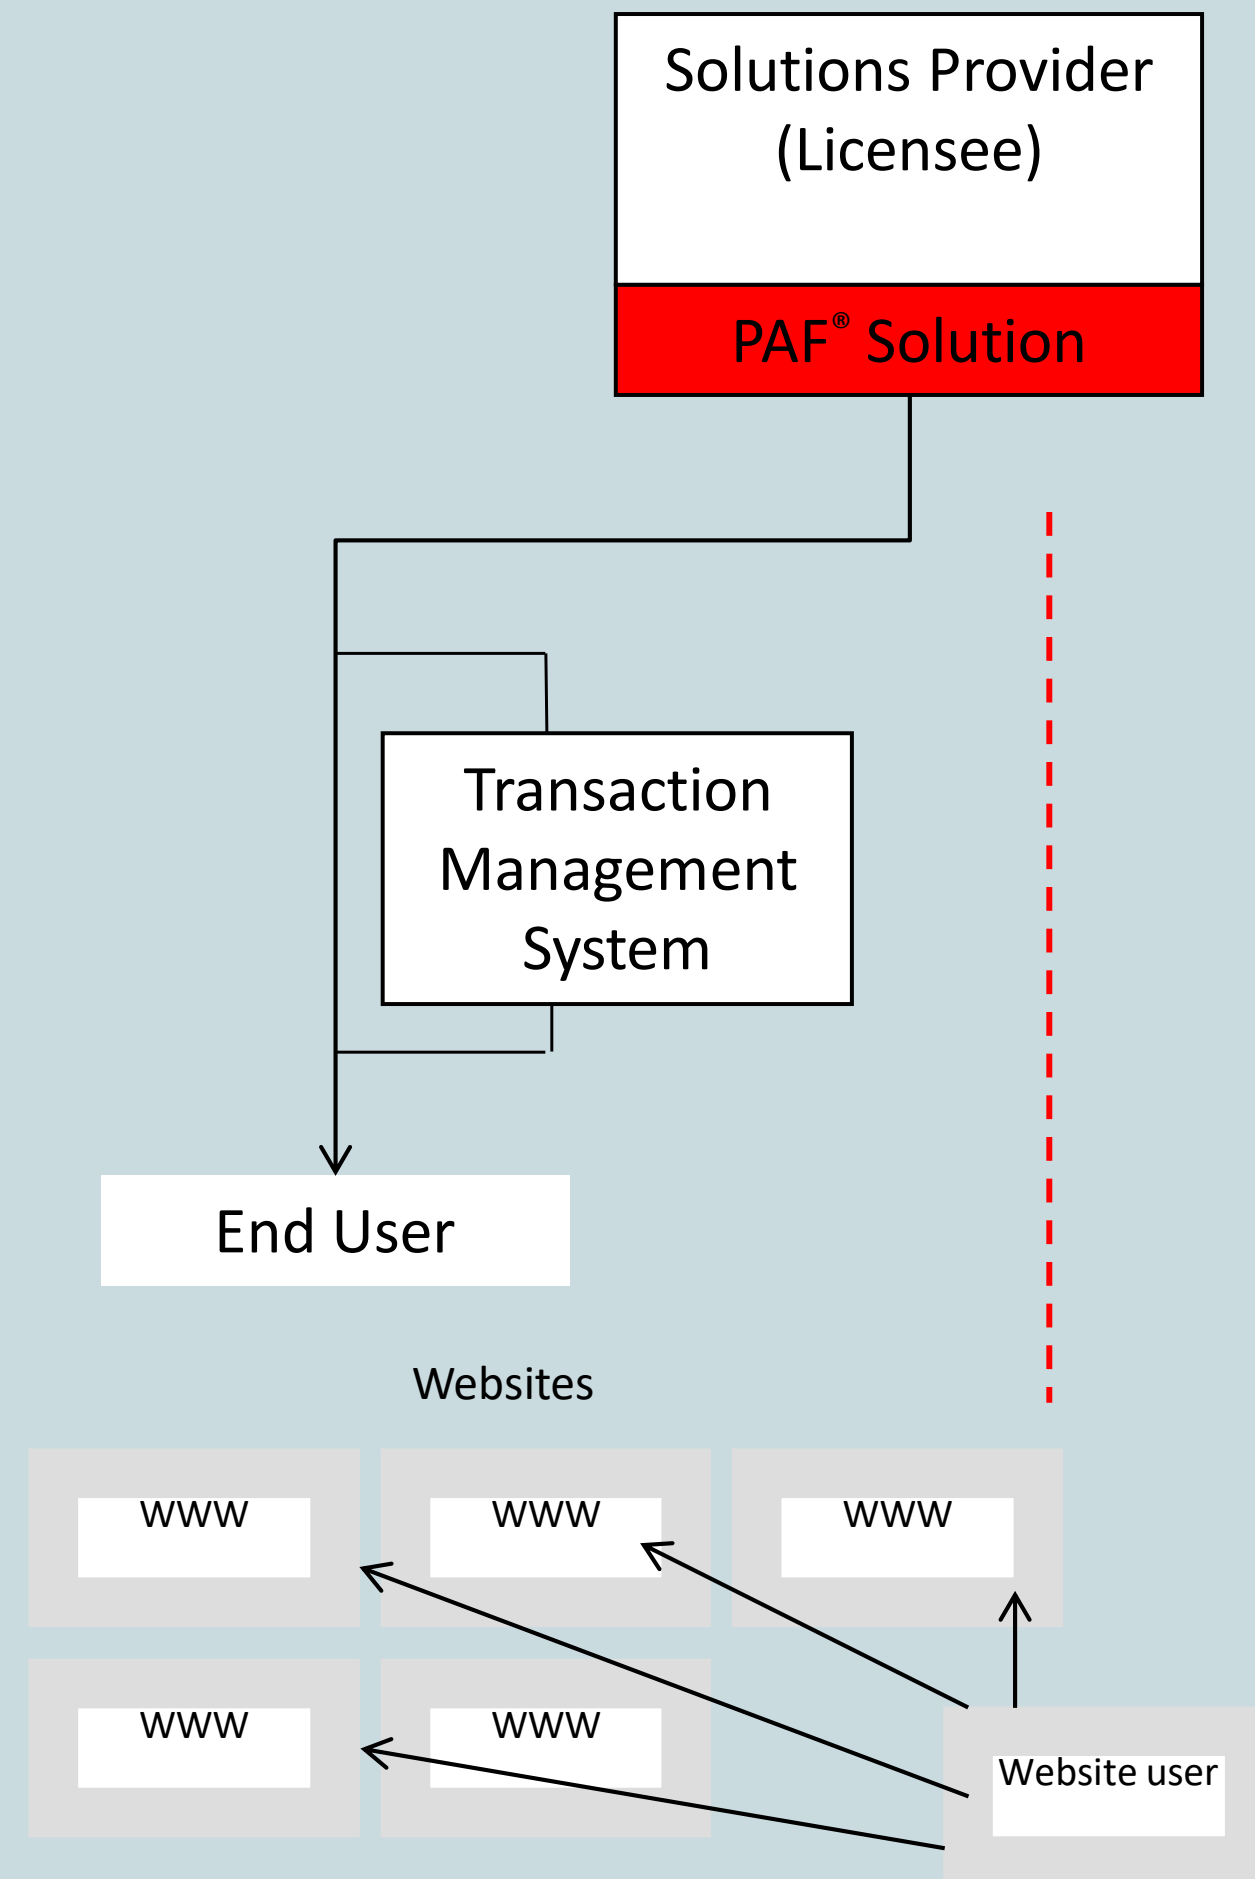 Solutions Provider
(Licensee)
PAF® Solution
Transaction
Management
System
End User
Websites
WWW
WWW
WWW
WWW
WWW
Website user